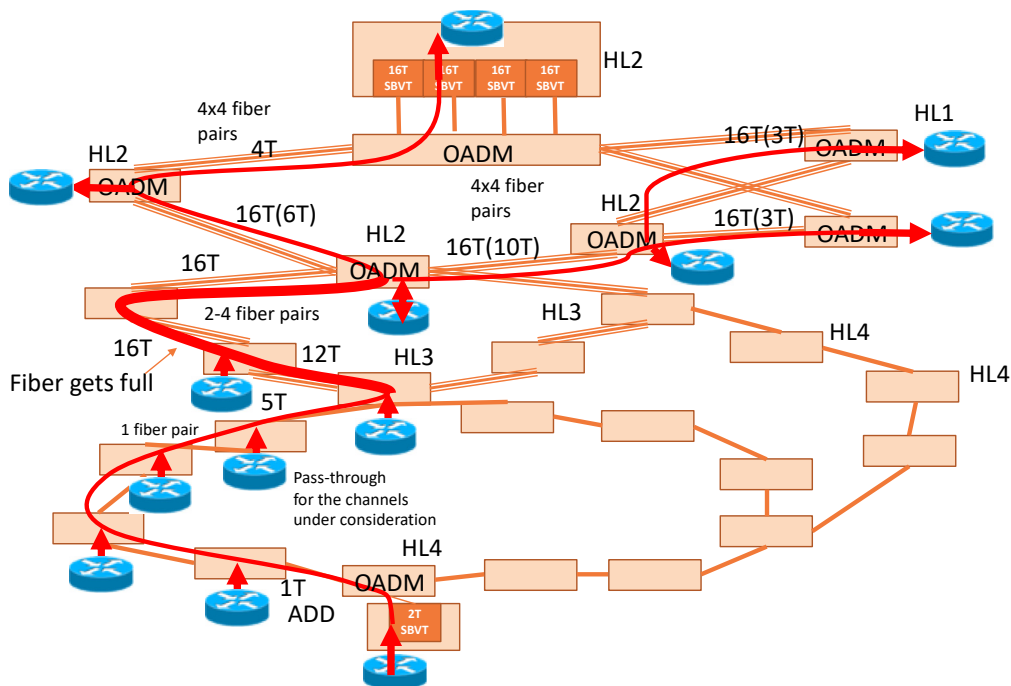 HL2
16T
SBVT
16T
SBVT
16T
SBVT
16T
SBVT
4x4 fiber
pairs
HL1
16T(3T)
4T
OADM
OADM
HL2
OADM
4x4 fiber
pairs
HL2
16T(6T)
16T(3T)
HL2
16T(10T)
OADM
OADM
16T
OADM
2-4 fiber pairs
HL3
HL4
16T
12T
HL3
HL4
Fiber gets full
5T
1 fiber pair
Pass-through
for the channels
under consideration
HL4
OADM
1T
ADD
2T
SBVT